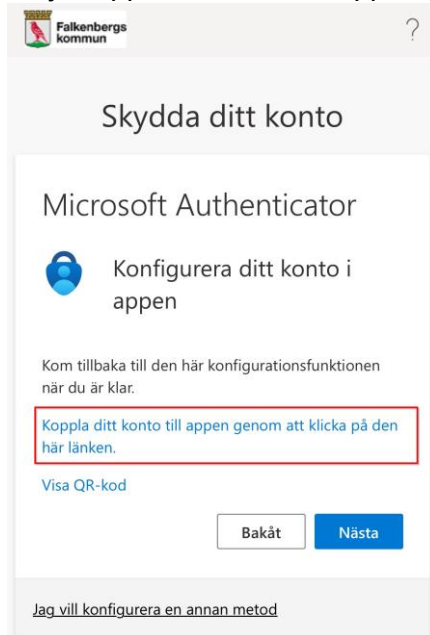 Falkenbergs
kommun
?
Skydda ditt konto
Microsoft Authenticator
Konfigurera ditt konto i
appen
Kom tillbaka till den här konfigurationsfunktionen
när du är klar.
Koppla ditt konto till appen genom att klicka på den
här länken.
Visa QR-kod
Bakåt
Nästa
Jag vill konfigurera en annan metod